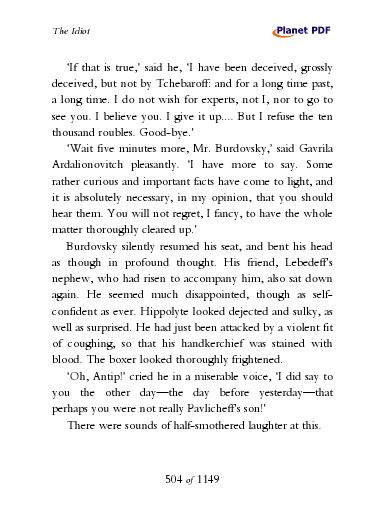 The Idiot
Planet PDF
‘If that is true,’ said he, ‘I have been deceived, grossly
deceived, but not by Tchebaroff: and for a long time past,
a long time. I do not wish for experts, not I, nor to go to
see you. I believe you. I give it up.... But I refuse the ten
thousand roubles. Good-bye.’
‘Wait five minutes more, Mr. Burdovsky,’ said Gavrila
Ardalionovitch pleasantly. ‘I have more to say. Some
rather curious and important facts have come to light, and
it is absolutely necessary, in my opinion, that you should
hear them. You will not regret, I fancy, to have the whole
matter thoroughly cleared up.’
Burdovsky silently resumed his seat, and bent his head
as though in profound thought. His friend, Lebedeff’s
nephew, who had risen to accompany him, also sat down
again. He seemed much disappointed, though as self-
confident as ever. Hippolyte looked dejected and sulky, as
well as surprised. He had just been attacked by a violent fit
of coughing, so that his handkerchief was stained with
blood. The boxer looked thoroughly frightened.
‘Oh, Antip!’ cried he in a miserable voice, ‘I did say to
you the other day—the day before yesterday—that
perhaps you were not really Pavlicheff’s son!’
There were sounds of half-smothered laughter at this.
504 of 1149